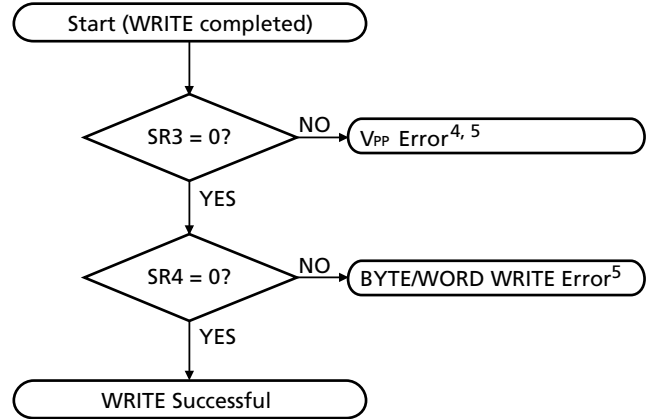 Start (WRITE completed)
SR3 = 0?
NO
VPP Error4, 5
YES
SR4 = 0?
NO
BYTE/WORD WRITE Error5
YES
WRITE Successful